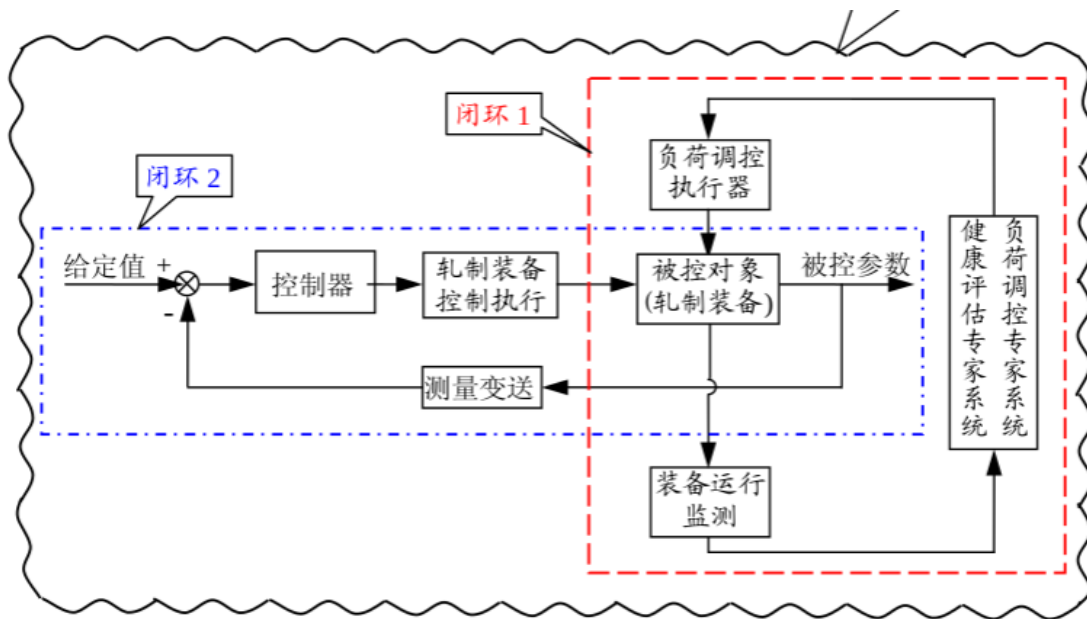 闭环 1
负荷调控
执行器
闭环 2
给定值 +
-
控制器
轧制装备
控制执行
被控对象
(轧制装备)
被控参数
测量变送
装备运行
监测
健康评估专家系统
负荷调控专家系统